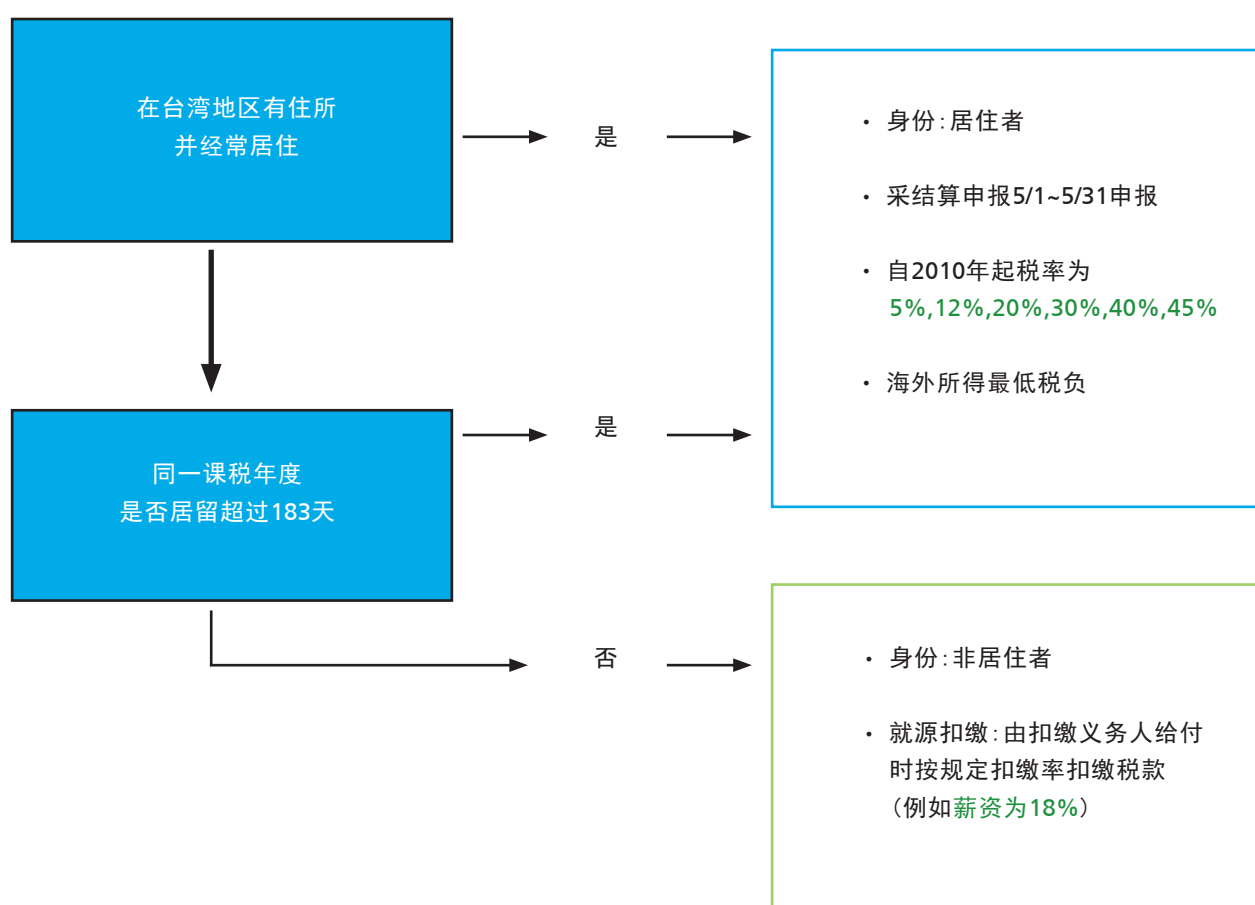 在台湾地区有住所
并经常居住
是
• 身份:居住者
• 采结算申报5/1~5/31申报
• 自2010年起税率为
5%,12%,20%,30%,40%,45%
• 海外所得最低税负
同一课税年度
是否居留超过183天
是
否
• 身份:非居住者
• 就源扣缴:由扣缴义务人给付
时按规定扣缴率扣缴税款
(例如薪资为18%)